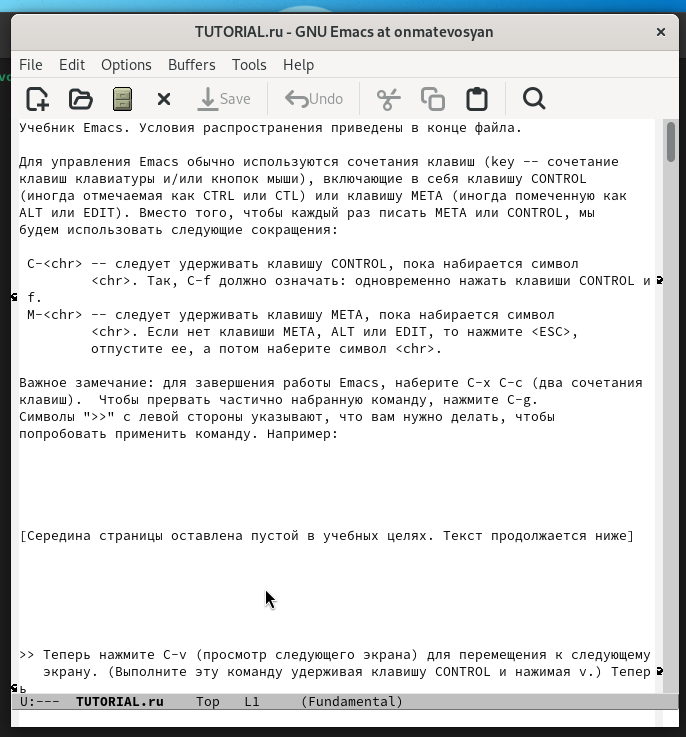 TUTORIAL.ru - GNU Emacs at onmatevosyan
File Edit Options Buffers Tools Help
Save Undo
Учебник Emacs. Условия распространения приведены в конце файла.
Для управления Emacs обычно используются сочетания клавиш (key -- сочетание
клавиш клавиатуры и/или кнопок мыши), включающие в себя клавишу CONTROL
(иногда отмечаемая как CTRL или CTL) или клавишу META (иногда помеченную как
ALT или EDIT). Вместо того, чтобы каждый раз писать META или CONTROL, мы
будем использовать следующие сокращения:
C-<chr> -- следует удерживать клавишу CONTROL, пока набирается символ
<chr>. Так, C-f должно означать: одновременно нажать клавиши CONTROL и
f.
M-<chr> -- следует удерживать клавишу META, пока набирается символ
<chr>. Если нет клавиши META, ALT или EDIT, то нажмите <ESC>,
отпустите ее, а потом наберите символ <chr>.
Важное замечание: для завершения работы Emacs, наберите C-x C-c (два сочетания
клавиш).  Чтобы прервать частично набранную команду, нажмите C-g.
Символы ">>" с левой стороны указывают, что вам нужно делать, чтобы
попробовать применить команду. Например:
[Середина страницы оставлена пустой в учебных целях. Текст продолжается ниже]
>> Теперь нажмите C-v (просмотр следующего экрана) для перемещения к следующему
экрану. (Выполните эту команду удерживая клавишу CONTROL и нажимая v.) Тепер
ь
U:--- TUTORIAL.ru Top L1 (Fundamental)